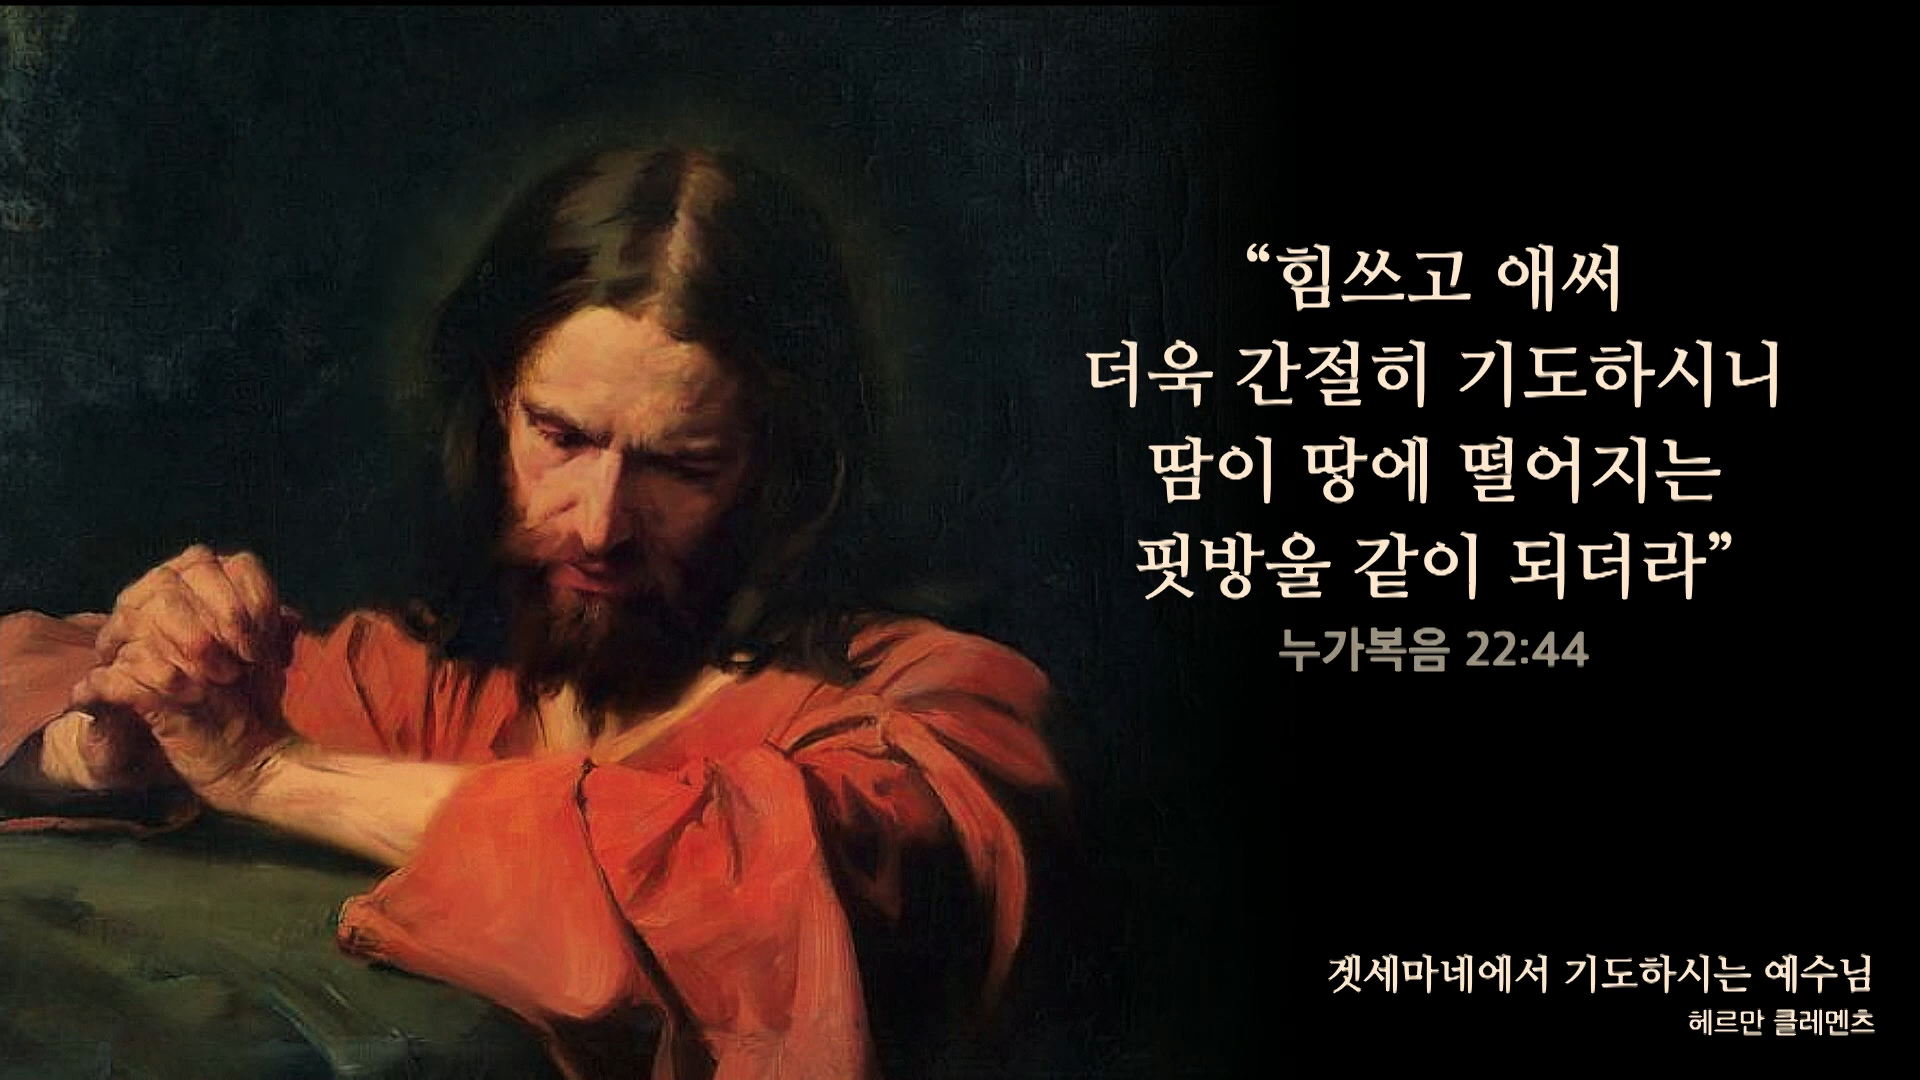 “힘쓰고 애써
더욱 간절히 기도하시니
땀이 땅에 떨어지는
핏방울 같이 되더라”
누가복음 22:44
겟세마네에서 기도하시는 예수님
헤르만 클레멘츠